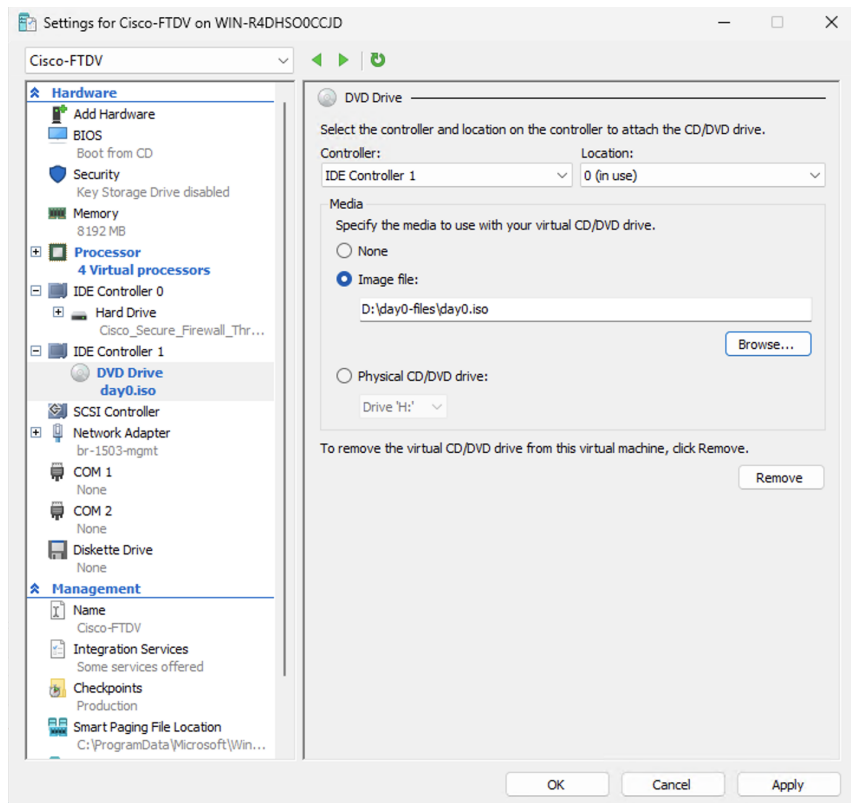 Settings for Cisco-FTDV on WIN-R4DHSO0CCJD
Cisco-FTDV
Hardware
Add Hardware
BIOS
Boot from CD
Security
Key Storage Drive disabled
Memory
8192 MB
Processor
4 Virtual processors
IDE Controller 0
Hard Drive
Cisco_Secure_Firewall_Thr...
IDE Controller 1
DVD Drive
day0.iso
SCSI Controller
Network Adapter
br-1503-mgmt
COM 1
None
COM 2
None
Diskette Drive
None
Management
Name
Cisco-FTDV
Integration Services
Some services offered
Checkpoints
Production
Smart Paging File Location
C:\ProgramData\Microsoft\Win...
DVD Drive
Select the controller and location on the controller to attach the CD/DVD drive.
Controller: Location:
IDE Controller 1 0 (in use)
Media
Specify the media to use with your virtual CD/DVD drive.
None
Image file:
D:\day0-files\day0.iso
Browse...
Physical CD/DVD drive:
Drive 'H:'
To remove the virtual CD/DVD drive from this virtual machine, click Remove.
Remove
OK Cancel Apply